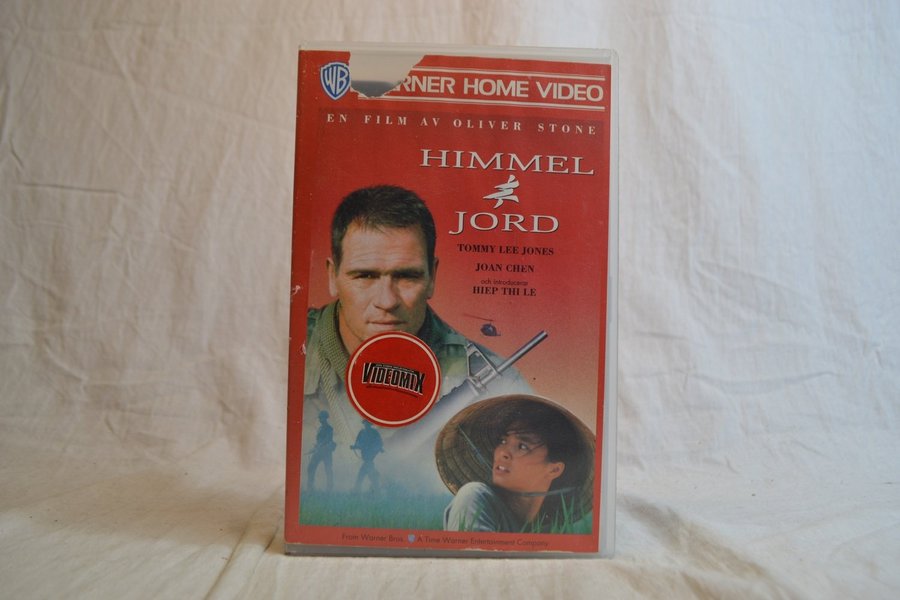 WB
RNER HOME VIDEO
EN FILM AV OLIVER STONE
HIMMEL
JORD
TOMMY LEE JONES
JOAN CHEN
och introducerar
HIEP THI LE
VIDEOMIX
From Warner Bros. A Time Warner Entertainment Company